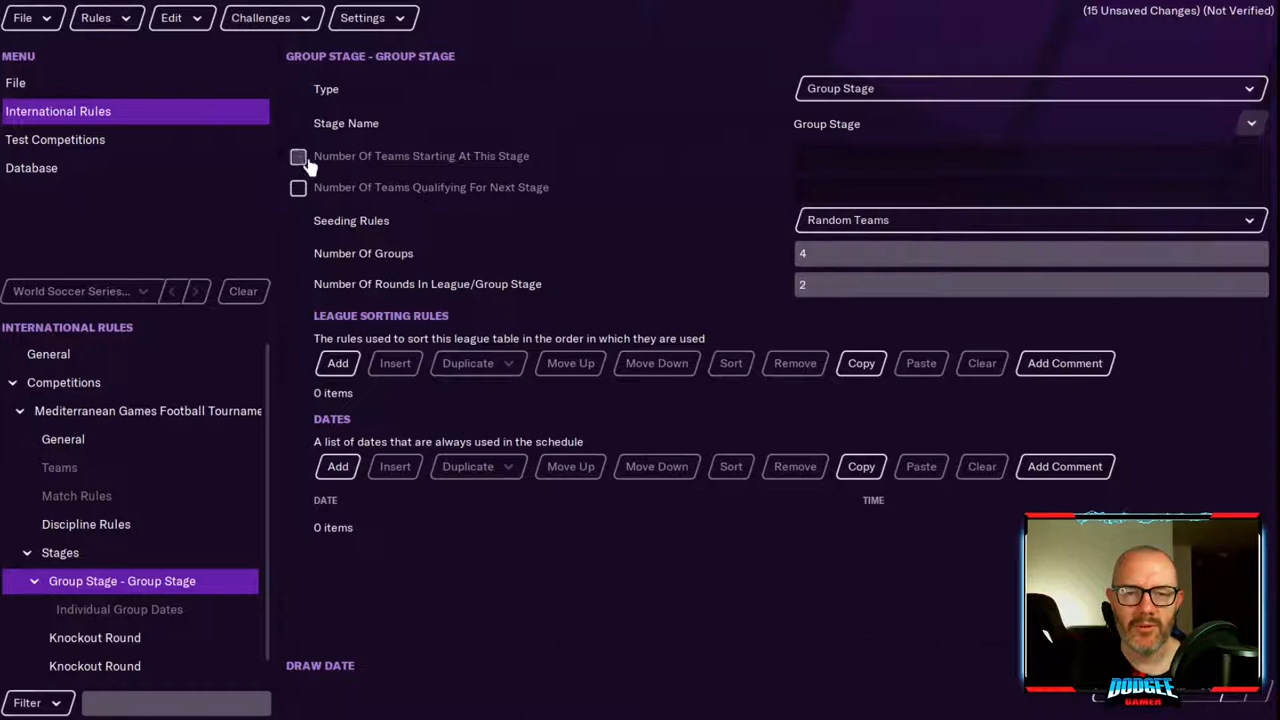 File Rules Edit Challenges Settings (15 Unsaved Changes) (Not Verified)
MENU
File
International Rules
Test Competitions
Database
World Soccer Series... Clear
INTERNATIONAL RULES
General
Competitions
Mediterranean Games Football Tourname
General
Teams
Match Rules
Discipline Rules
Stages
Group Stage - Group Stage
Individual Group Dates
Knockout Round
Knockout Round
Filter
GROUP STAGE - GROUP STAGE
Type Group Stage
Stage Name Group Stage
Number Of Teams Starting At This Stage
Number Of Teams Qualifying For Next Stage
Seeding Rules Random Teams
Number Of Groups 4
Number Of Rounds In League/Group Stage 2
LEAGUE SORTING RULES
The rules used to sort this league table in the order in which they are used
Add Insert Duplicate Move Up Move Down Sort Remove Copy Paste Clear Add Comment
0 items
DATES
A list of dates that are always used in the schedule
Add Insert Duplicate Move Up Move Down Sort Remove Copy Paste Clear Add Comment
DATE TIME
0 items
DRAW DATE
DODGEE
GAMER